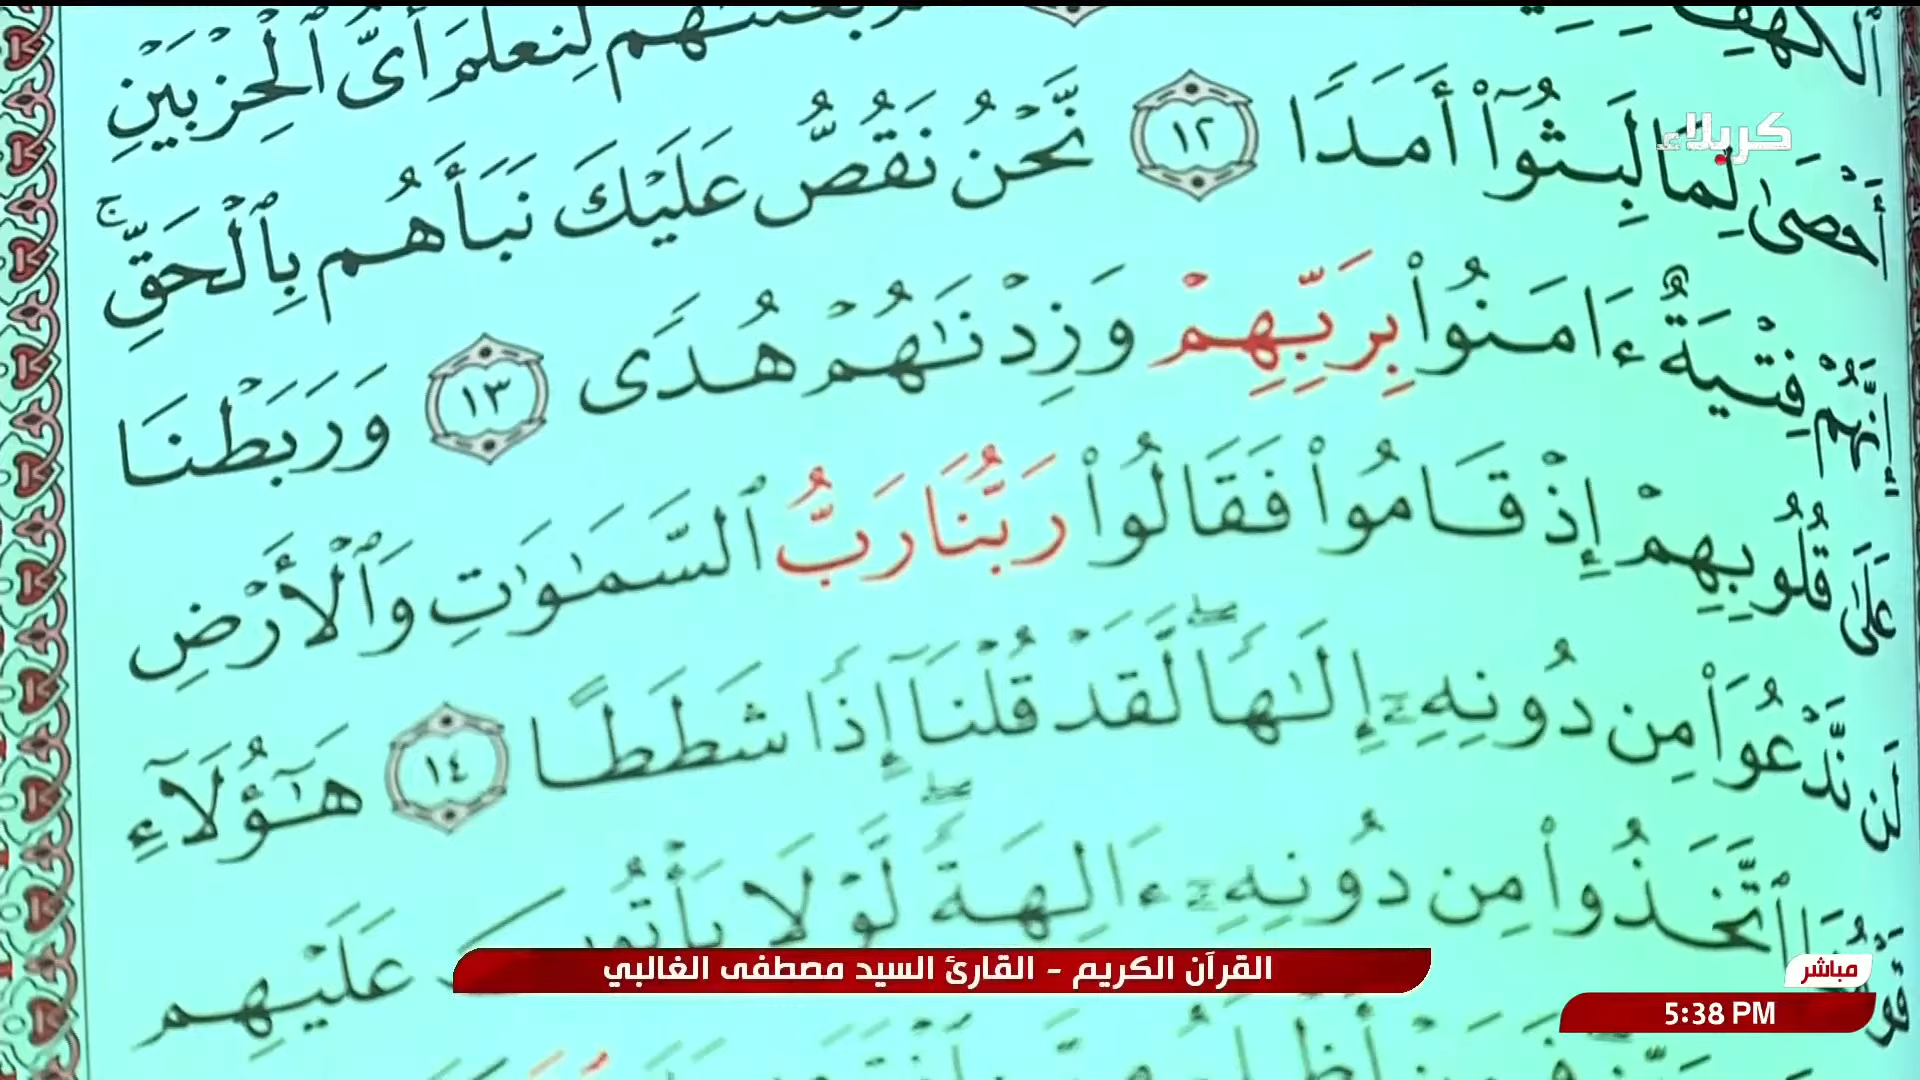 بَعَثْنَٰهُمْ لِنَعْلَمَ أَىُّ ٱلْحِزْبَيْنِ
أَحْصَىٰ لِمَا لَبِثُوٓا۟ أَمَدًا ١٢ نَّحْنُ نَقُصُّ عَلَيْكَ نَبَأَهُم بِٱلْحَقِّ ۚ
إِنَّهُمْ فِتْيَةٌ ءَامَنُوا۟ بِرَبِّهِمْ وَزِدْنَٰهُمْ هُدًى ١٣ وَرَبَطْنَا
عَلَىٰ قُلُوبِهِمْ إِذْ قَامُوا۟ فَقَالُوا۟ رَبُّنَا رَبُّ ٱلسَّمَٰوَٰتِ وَٱلْأَرْضِ
لَن نَّدْعُوَا۟ مِن دُونِهِۦٓ إِلَٰهًا ۖ لَّقَدْ قُلْنَآ إِذًا شَطَطًا ١٤ هَٰٓؤُلَآءِ
قَوْمُنَا ٱتَّخَذُوا۟ مِن دُونِهِۦٓ ءَالِهَةً ۖ لَّوْلَا يَأْتُونَ عَلَيْهِم
كربلاء
القرآن الكريم - القارئ السيد مصطفى الغالبي
مباشر
5:38 PM